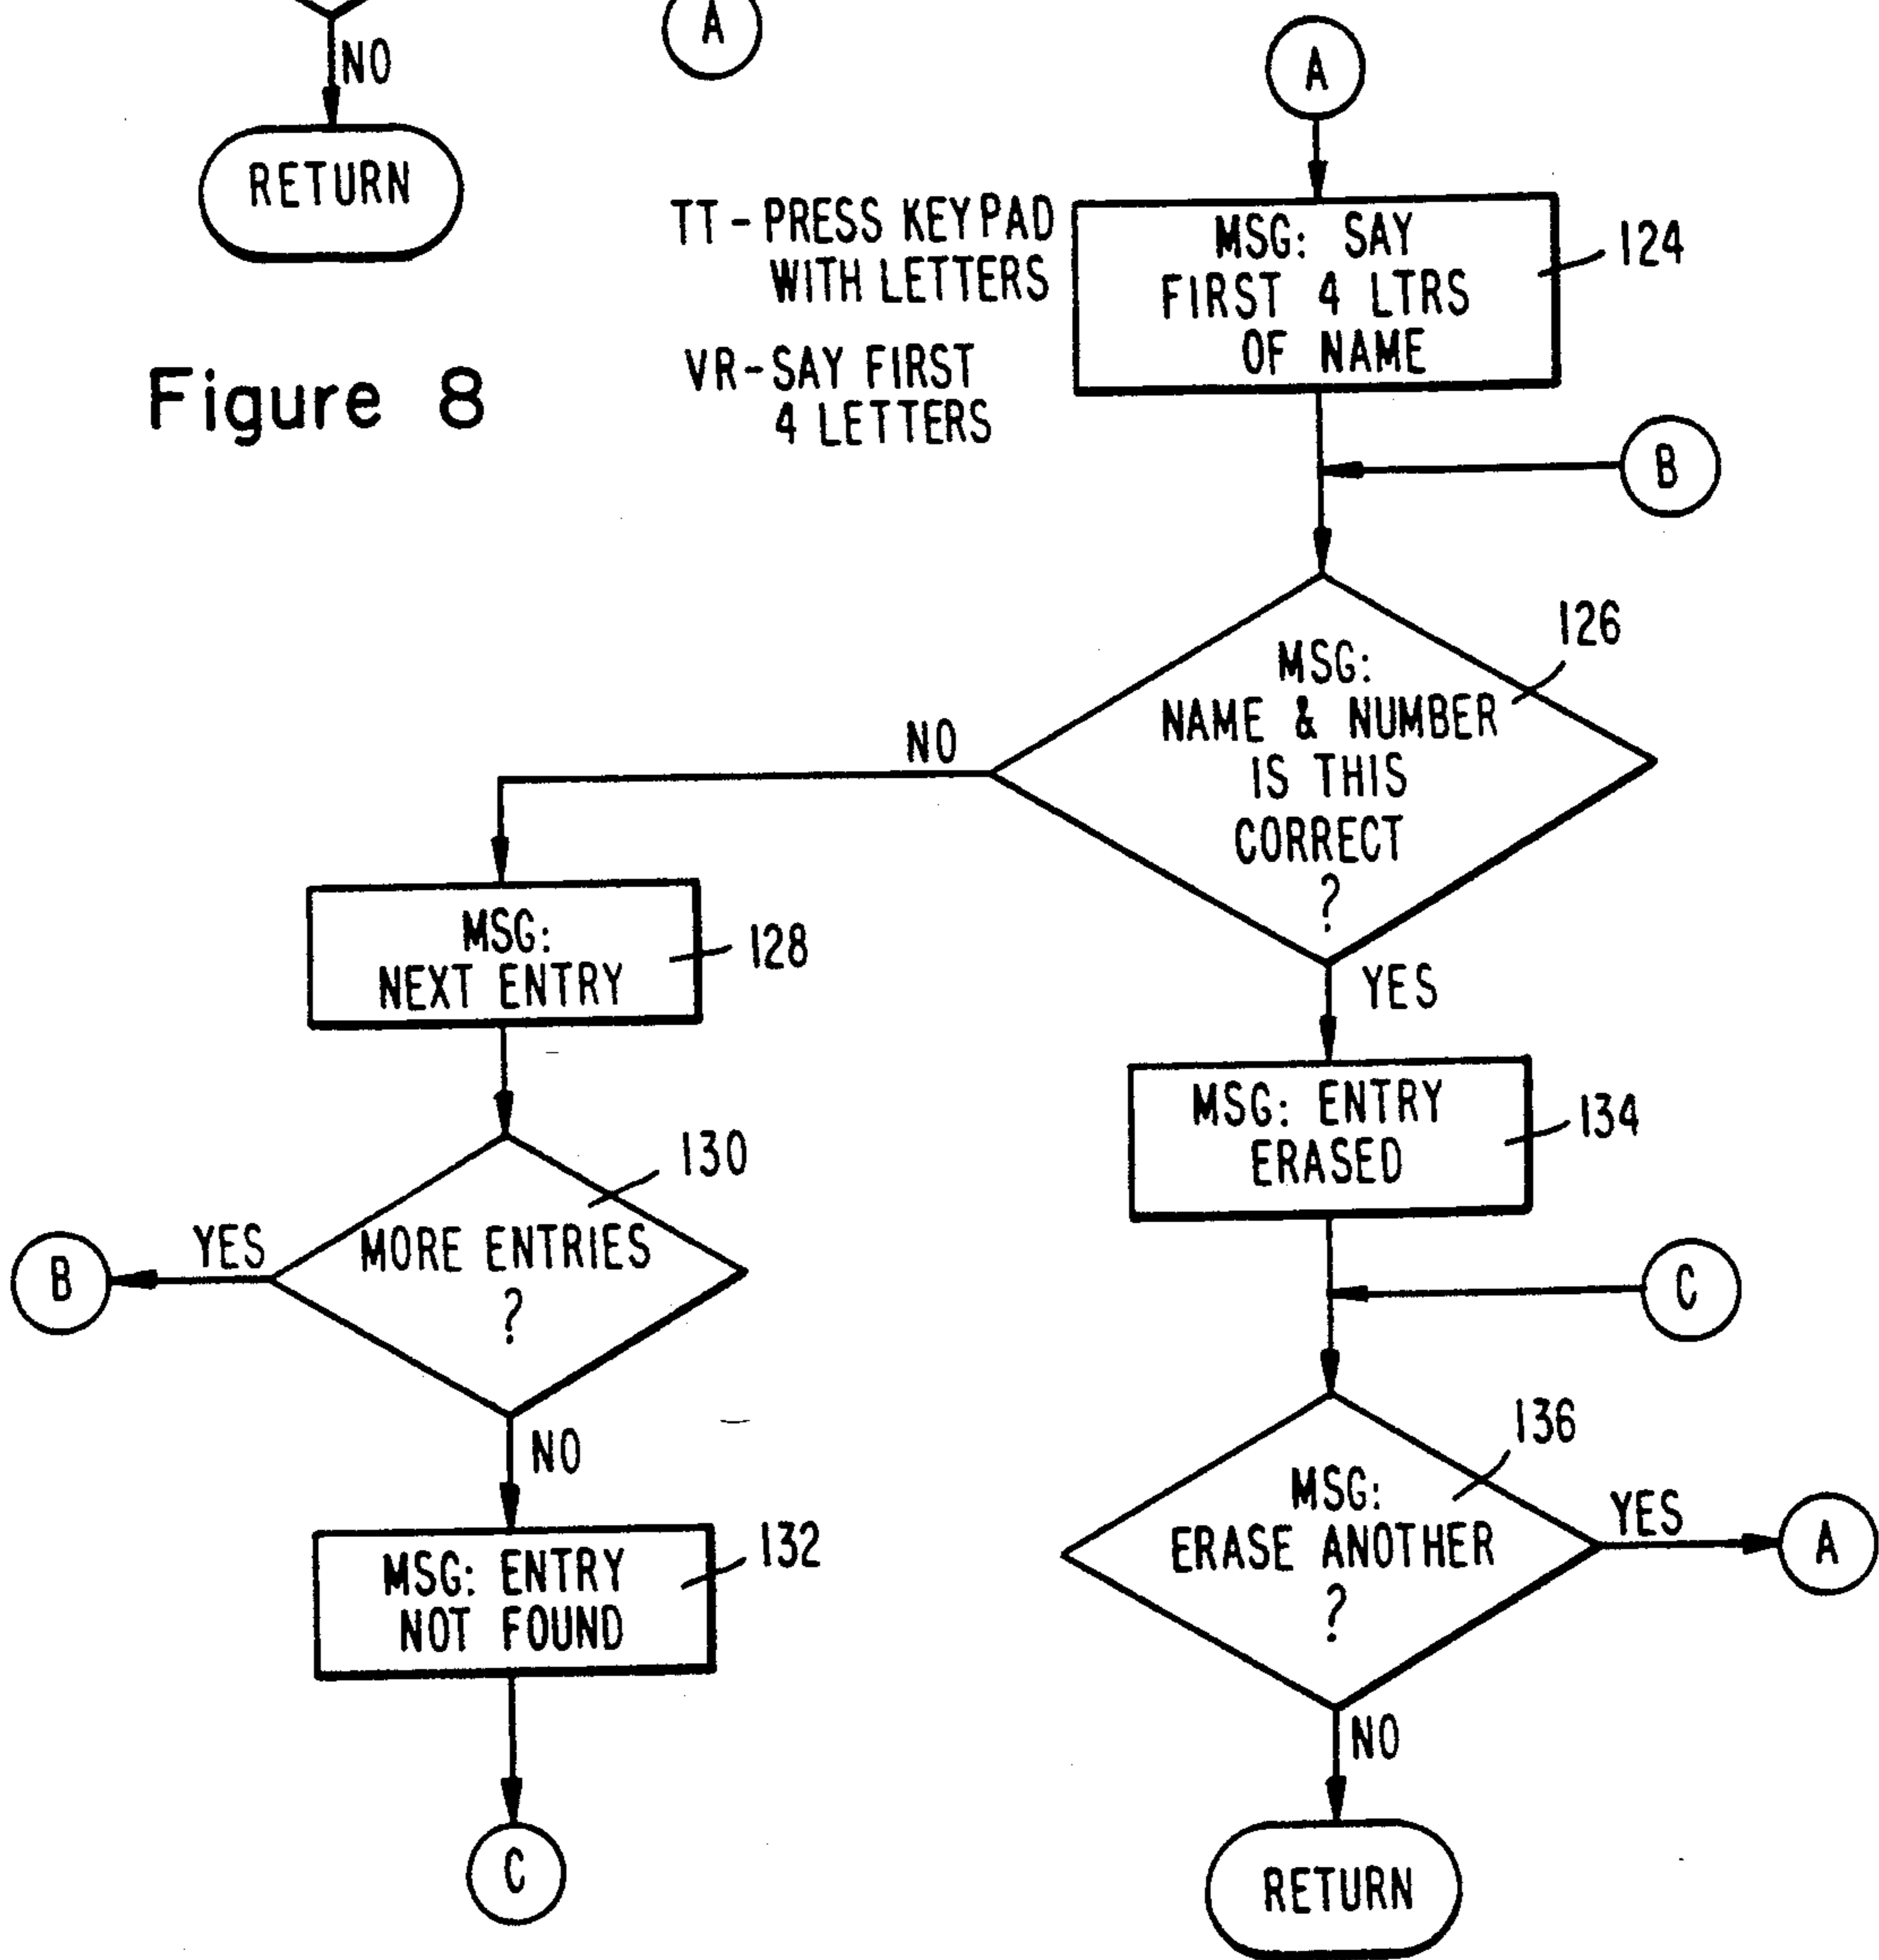 NO
A
RETURN
Figure 8
A
TT-PRESS KEYPAD
WITH LETTERS
VR-SAY FIRST
4 LETTERS
MSG: SAY
FIRST 4 LTRS
OF NAME
124
B
126
MSG:
NAME & NUMBER
IS THIS
CORRECT
?
NO
YES
MSG:
NEXT ENTRY
128
130
MORE ENTRIES
?
YES
B
NO
MSG: ENTRY
NOT FOUND
132
C
MSG: ENTRY
ERASED
134
C
136
MSG:
ERASE ANOTHER
?
YES
A
NO
RETURN